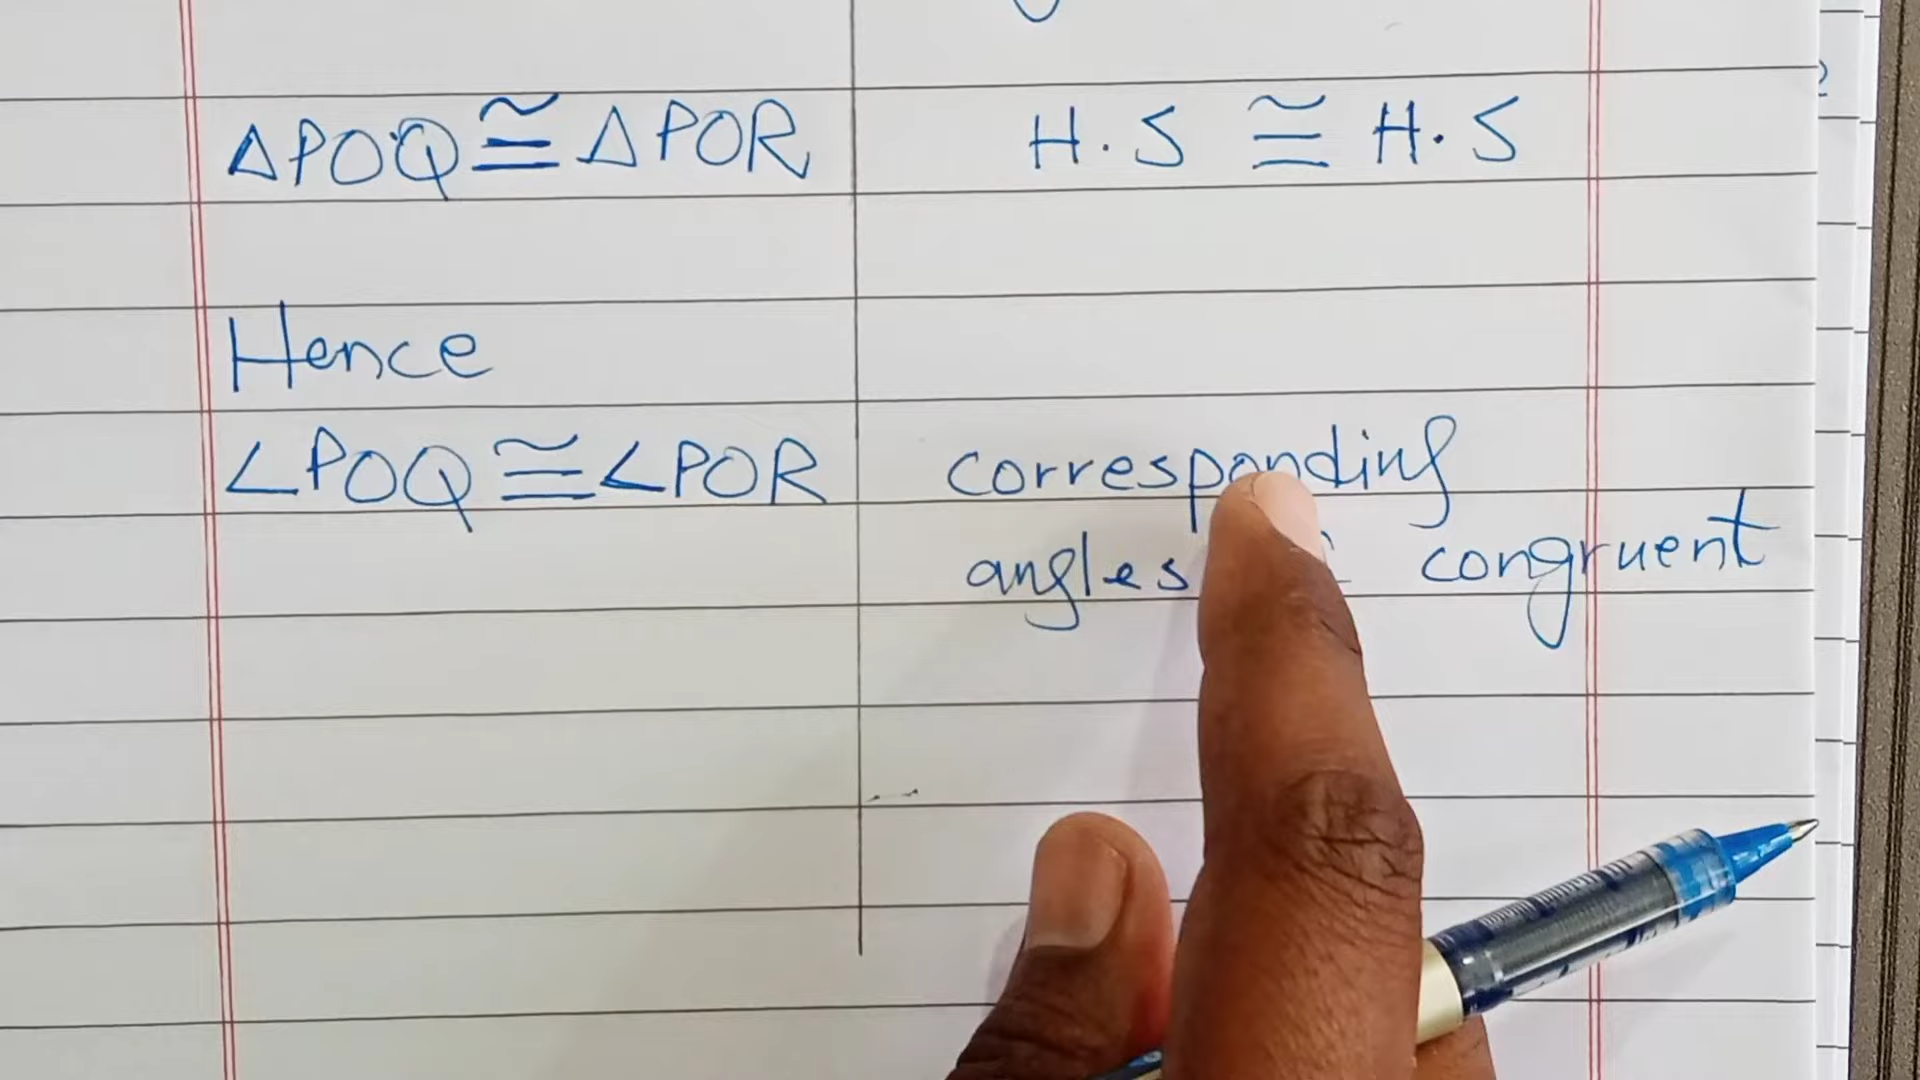 ΔPOQ ≅ ΔPOR H.S ≅ H.S
Hence
∠POQ ≅ ∠POR corresponding
angles congruent